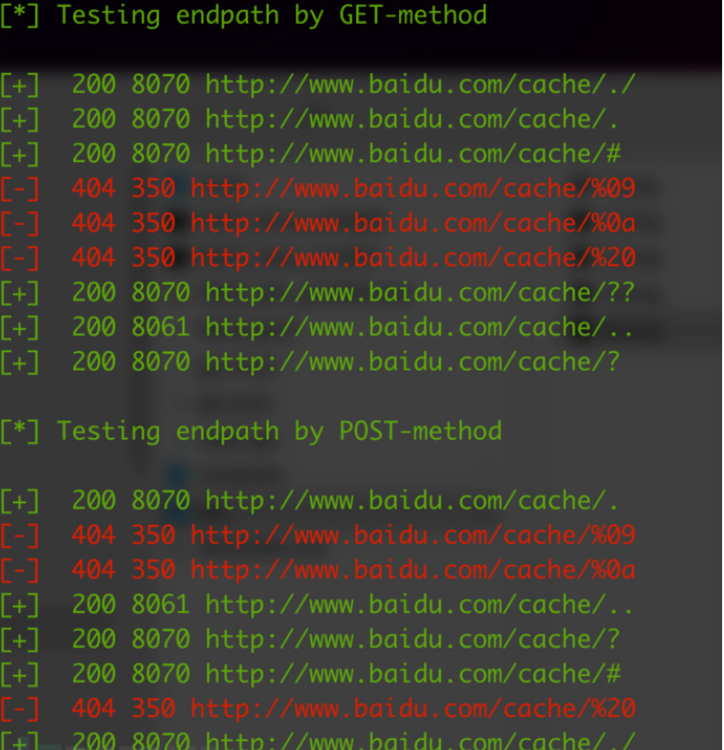 [*] Testing endpath by GET-method
[+] 200 8070 http://www.baidu.com/cache/./
[+] 200 8070 http://www.baidu.com/cache/.
[+] 200 8070 http://www.baidu.com/cache/#
[-] 404 350 http://www.baidu.com/cache/%09
[-] 404 350 http://www.baidu.com/cache/%0a
[-] 404 350 http://www.baidu.com/cache/%20
[+] 200 8070 http://www.baidu.com/cache/??
[+] 200 8061 http://www.baidu.com/cache/..
[+] 200 8070 http://www.baidu.com/cache/?
[*] Testing endpath by POST-method
[+] 200 8070 http://www.baidu.com/cache/.
[-] 404 350 http://www.baidu.com/cache/%09
[-] 404 350 http://www.baidu.com/cache/%0a
[+] 200 8061 http://www.baidu.com/cache/..
[+] 200 8070 http://www.baidu.com/cache/?
[+] 200 8070 http://www.baidu.com/cache/#
[-] 404 350 http://www.baidu.com/cache/%20
[+] 200 8070 http://www.baidu.com/cache/./